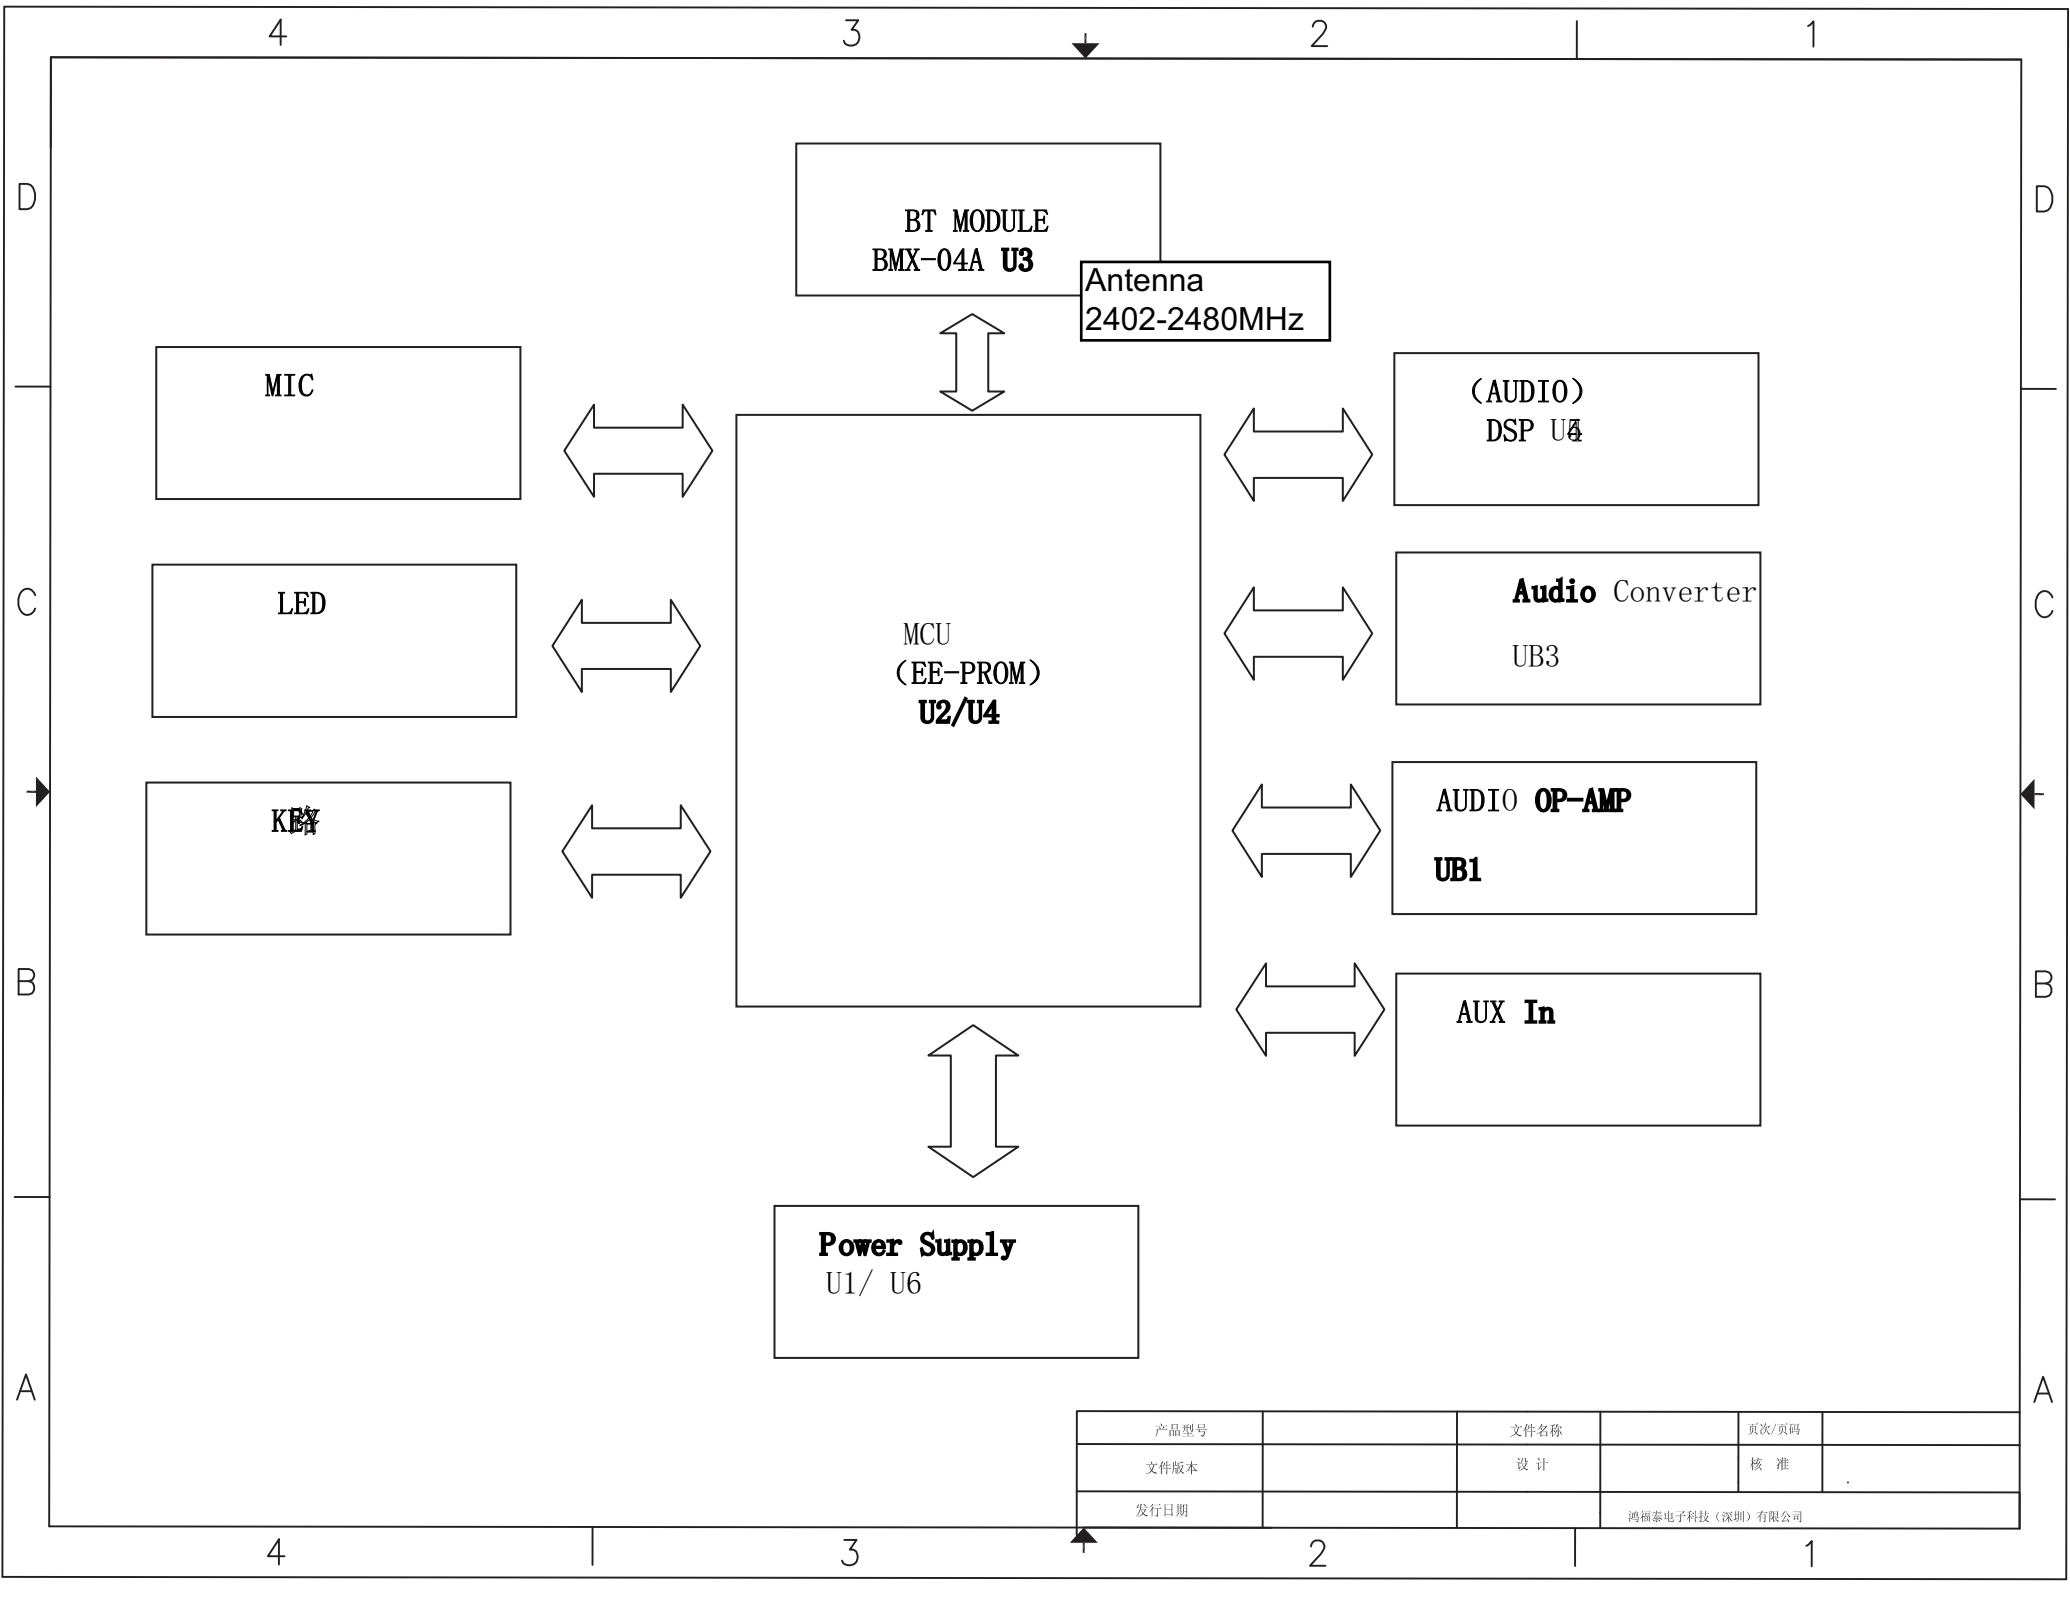 4 3 2 1
D D
BT MODULE
BMX-04A U3
Antenna
2402-2480MHz
MIC
(AUDIO)
DSP
C C
LED
Audio Converter
UB3
MCU
(EE-PROM)
U2/U4
KEY
AUDIO OP-AMP
UB1
B B
AUX In
Power Supply
U1/ U6
A A
产品型号 文件名称 页次/页码
文件版本 设 计 核 准
发行日期 鸿福泰电子科技（深圳）有限公司
4 3 2 1